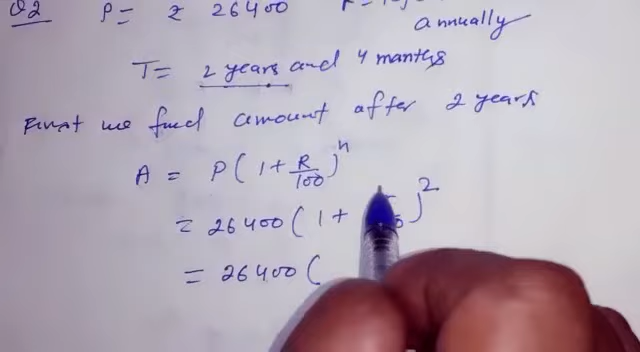 Q2 P = ₹ 26400
annually
T = 2 years and 4 months
First we find amount after 2 years
A = P(1 + R/100)^n
= 26400(1 + )^2
= 26400(